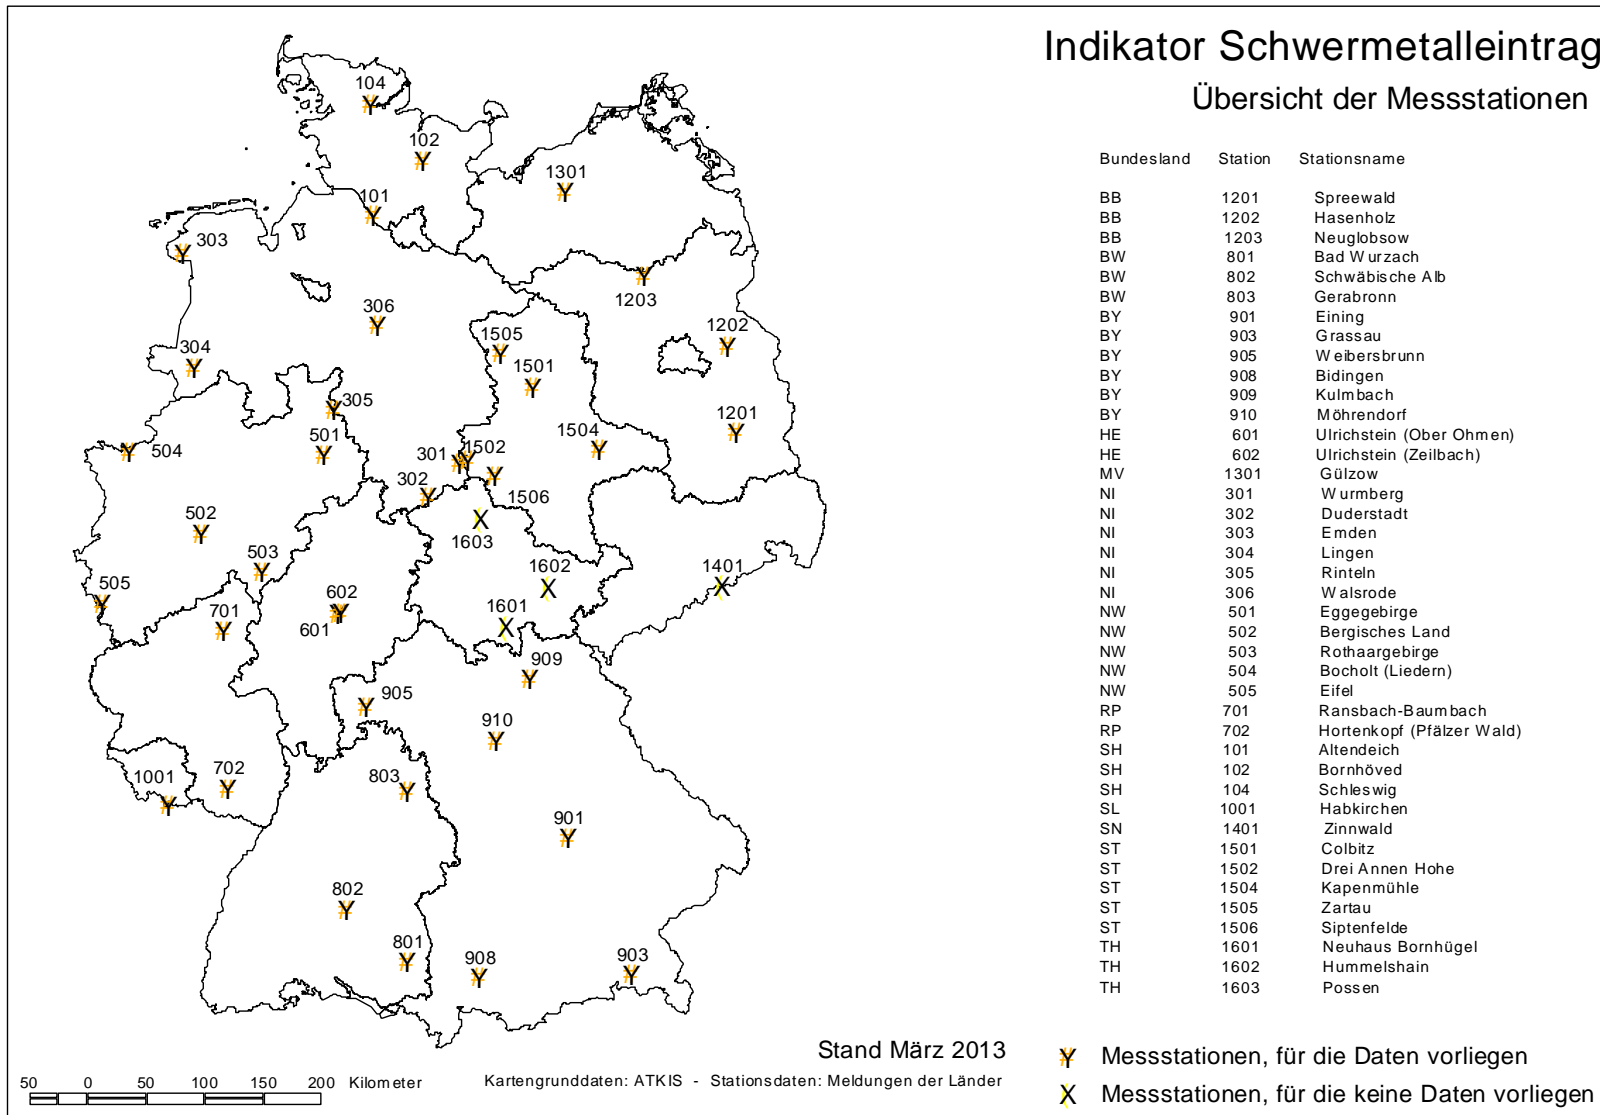 Indikator Schwermetalleintrag
Übersicht der Messstationen
Bundesland Station Stationsname
BB 1201 Spreewald
BB 1202 Hasenholz
BB 1203 Neuglobsow
BW 801 Bad Wurzach
BW 802 Schwäbische Alb
BW 803 Gerabronn
BY 901 Eining
BY 903 Grassau
BY 905 Weibersbrunn
BY 908 Bidingen
BY 909 Kulmbach
BY 910 Möhrendorf
HE 601 Ulrichstein (Ober Ohmen)
HE 602 Ulrichstein (Zeilbach)
MV 1301 Gülzow
NI 301 Wurmberg
NI 302 Duderstadt
NI 303 Emden
NI 304 Lingen
NI 305 Rinteln
NI 306 Walsrode
NW 501 Eggegebirge
NW 502 Bergisches Land
NW 503 Rothaargebirge
NW 504 Bocholt (Liedern)
NW 505 Eifel
RP 701 Ransbach-Baumbach
RP 702 Hortenkopf (Pfälzer Wald)
SH 101 Altendeich
SH 102 Bornhöved
SH 104 Schleswig
SL 1001 Habkirchen
SN 1401 Zinnwald
ST 1501 Colbitz
ST 1502 Drei Annen Hohe
ST 1504 Kapenmühle
ST 1505 Zartau
ST 1506 Siptenfelde
TH 1601 Neuhaus Bornhügel
TH 1602 Hummelshain
TH 1603 Possen
104
102
1301
101
303
1203
306
1202
1505
304
1501
305
1201
1504
501
504
301
1502
302
1506
502
1603
503
1602
1401
505
602
701
1601
601
909
905
910
702
1001
803
901
802
801
908
903
Stand März 2013
Messstationen, für die Daten vorliegen
Messstationen, für die keine Daten vorliegen
50 0 50 100 150 200 Kilometer
Kartengrunddaten: ATKIS - Stationsdaten: Meldungen der Länder